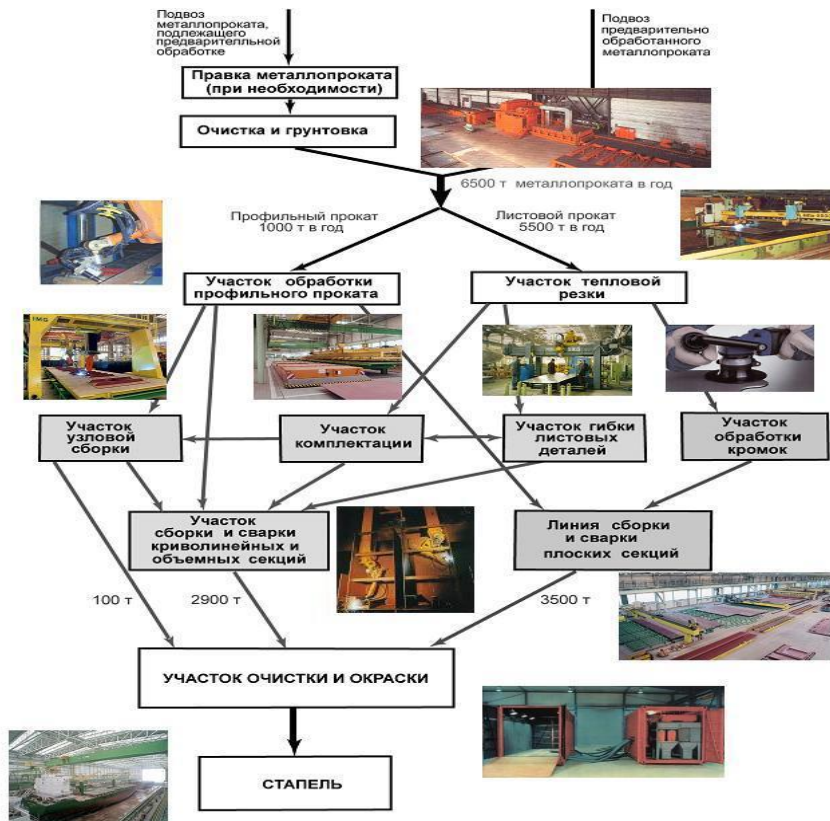 Подвоз
металлопроката,
подлежащего
предварителльной
обработке
Подвоз
предварительно
обработанного
металлопроката
Правка металлопроката
(при необходимости)
Очистка и грунтовка
6500 т металлопроката в год
Профильный прокат
1000 т в год
Листовой прокат
5500 т в год
Участок обработки
профильного проката
Участок тепловой
резки
IMG
Участок
узловой
сборки
Участок
комплектации
Участок гибки
листовых
деталей
Участок
обработки
кромок
Участок
сборки и сварки
криволинейных и
объемных секций
Линия сборки
и сварки
плоских секций
100 т
2900 т
3500 т
УЧАСТОК ОЧИСТКИ И ОКРАСКИ
СТАПЕЛЬ